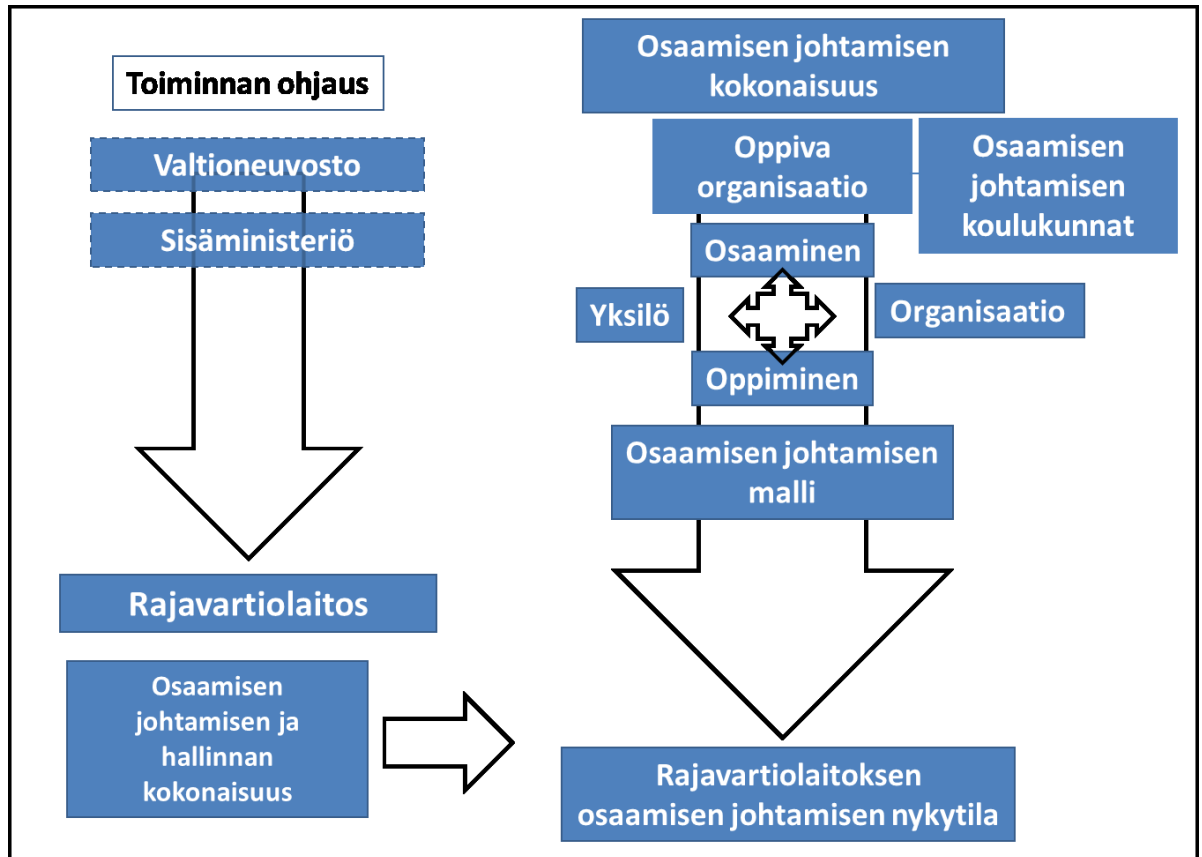 Toiminnan ohjaus
Valtioneuvosto
Sisäministeriö
Rajavartiolaitos
Osaamisen
johtamisen ja
hallinnan
kokonaisuus
Osaamisen johtamisen
kokonaisuus
Oppiva
organisaatio
Osaamisen
johtamisen
koulukunnat
Osaaminen
Yksilö
Organisaatio
Oppiminen
Osaamisen johtamisen
malli
Rajavartiolaitoksen
osaamisen johtamisen nykytila